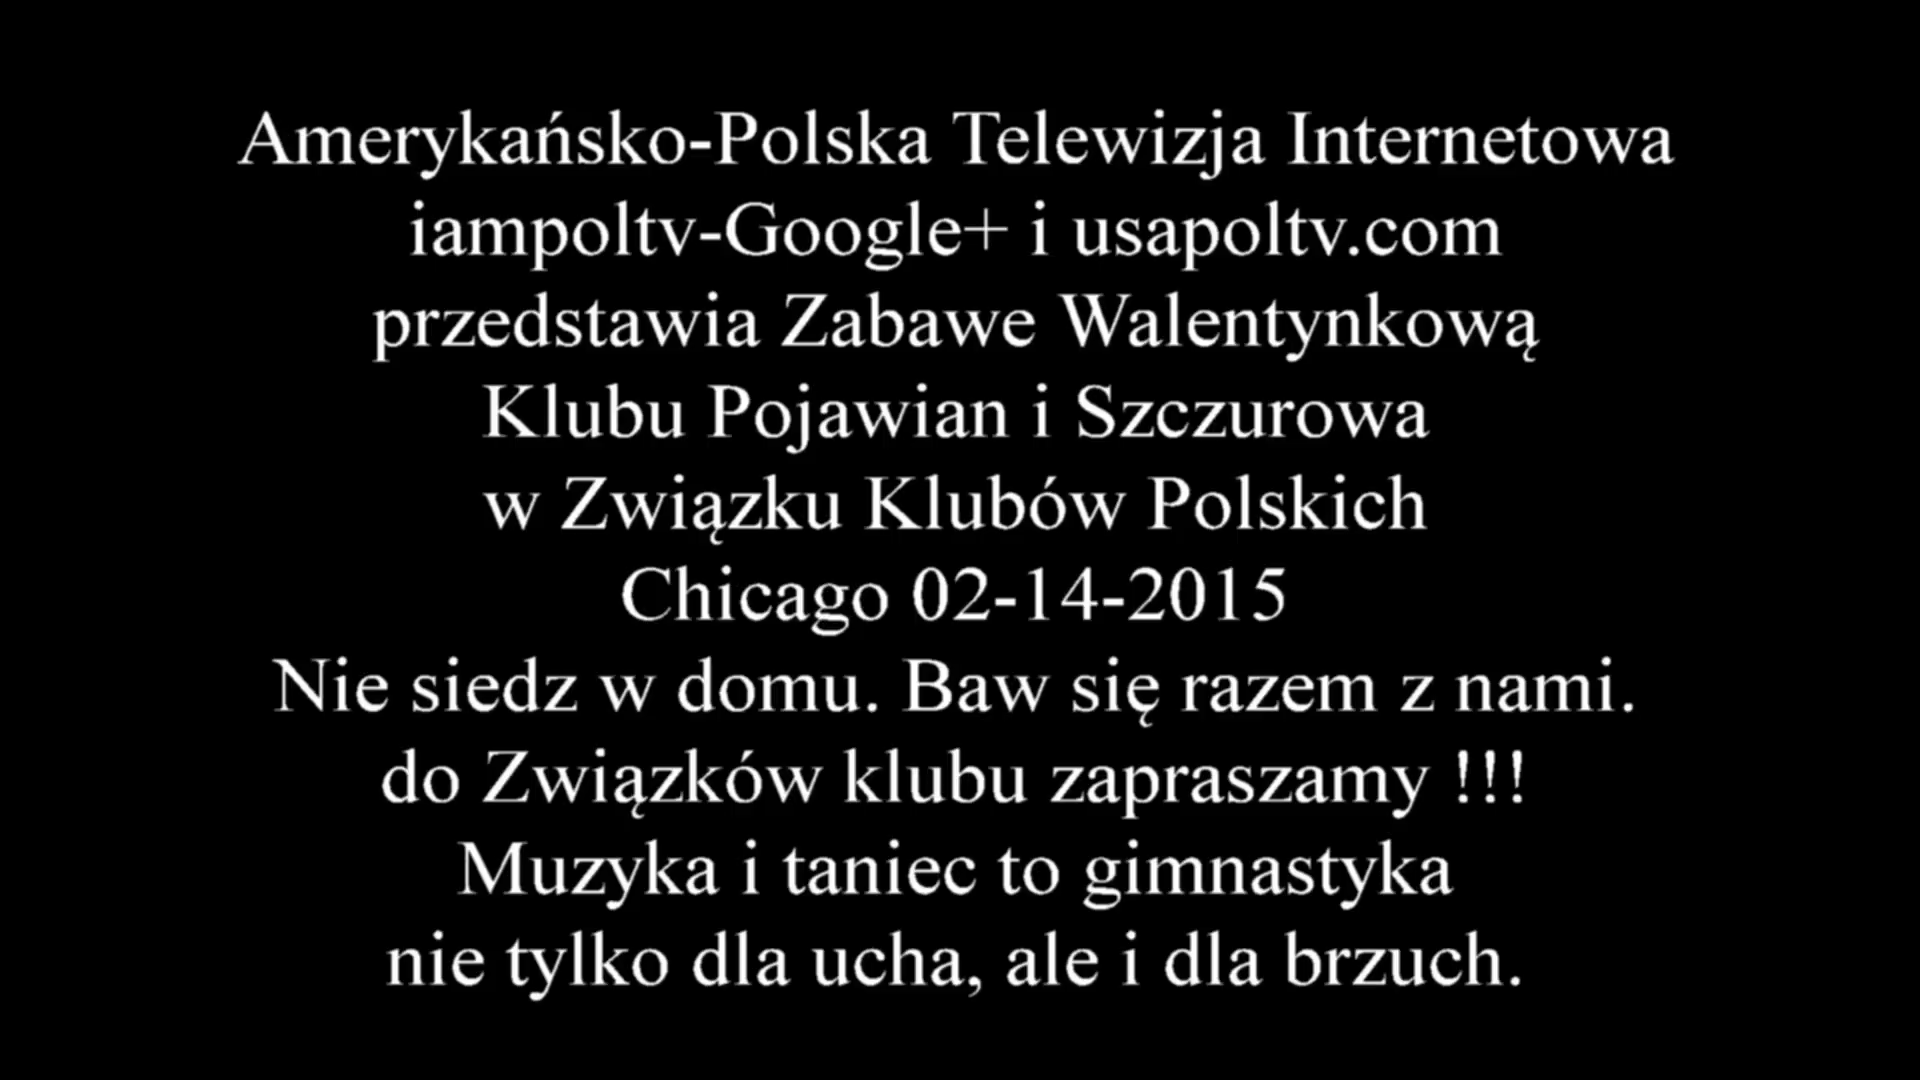 Amerykańsko-Polska Telewizja Internetowa
iampoltv-Google+ i usapoltv.com
przedstawia Zabawe Walentynkową
Klubu Pojawian i Szczurowa
w Związku Klubów Polskich
Chicago 02-14-2015
Nie siedz w domu. Baw się razem z nami.
do Związków klubu zapraszamy !!!
Muzyka i taniec to gimnastyka
nie tylko dla ucha, ale i dla brzuch.